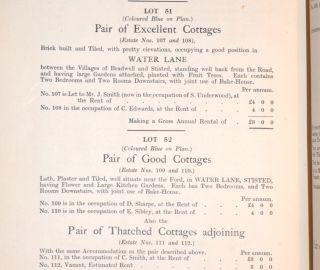 LOT 51
(Coloured Blue on Plan.)
Pair of Excellent Cottages
(Estate Nos. 107 and 108),
Brick built and Tiled, with pretty elevations, occupying a good position in
WATER LANE
between the Villages of Bradwell and Stisted, standing well back from the Road,
and having large Gardens attached, planted with Fruit Trees. Each contains
Two Bedrooms and Two Rooms Downstairs, with joint use of Bake-House.
Per annum.
No. 107 is Let to Mr. J. Smith (now in the occupation of S. Underwood), at
the Rent of . . . . £4 0 0
No. 108 in the occupation of C. Edwards, at the Rent of . . 4 0 0
Making a Gross Annual Rental of . £8 0 0
LOT 52
(Coloured Blue on Plan.)
Pair of Good Cottages
(Estate Nos. 109 and 110.)
Lath, Plaster and Tiled, well situate near the Ford, in WATER LANE, STISTED,
having Flower and Large Kitchen Gardens. Each has Two Bedrooms, and Two
Rooms Downstairs, with joint use of Bake-House.
Per annum.
No. 109 is in the occupation of D. Sharpe, at the Rent of . . £4 0 0
No. 110 is in the occupation of E. Sibley, at the Rent of . . 4 0 0
Also the
Pair of Thatched Cottages adjoining
(Estate Nos. 111 and 112.)
With the same Accommodation as the pair described above.
Per annum.
No. 111, in the occupation of C. Smith, at the Rent of
No. 112, Vacant, Estimated Rent